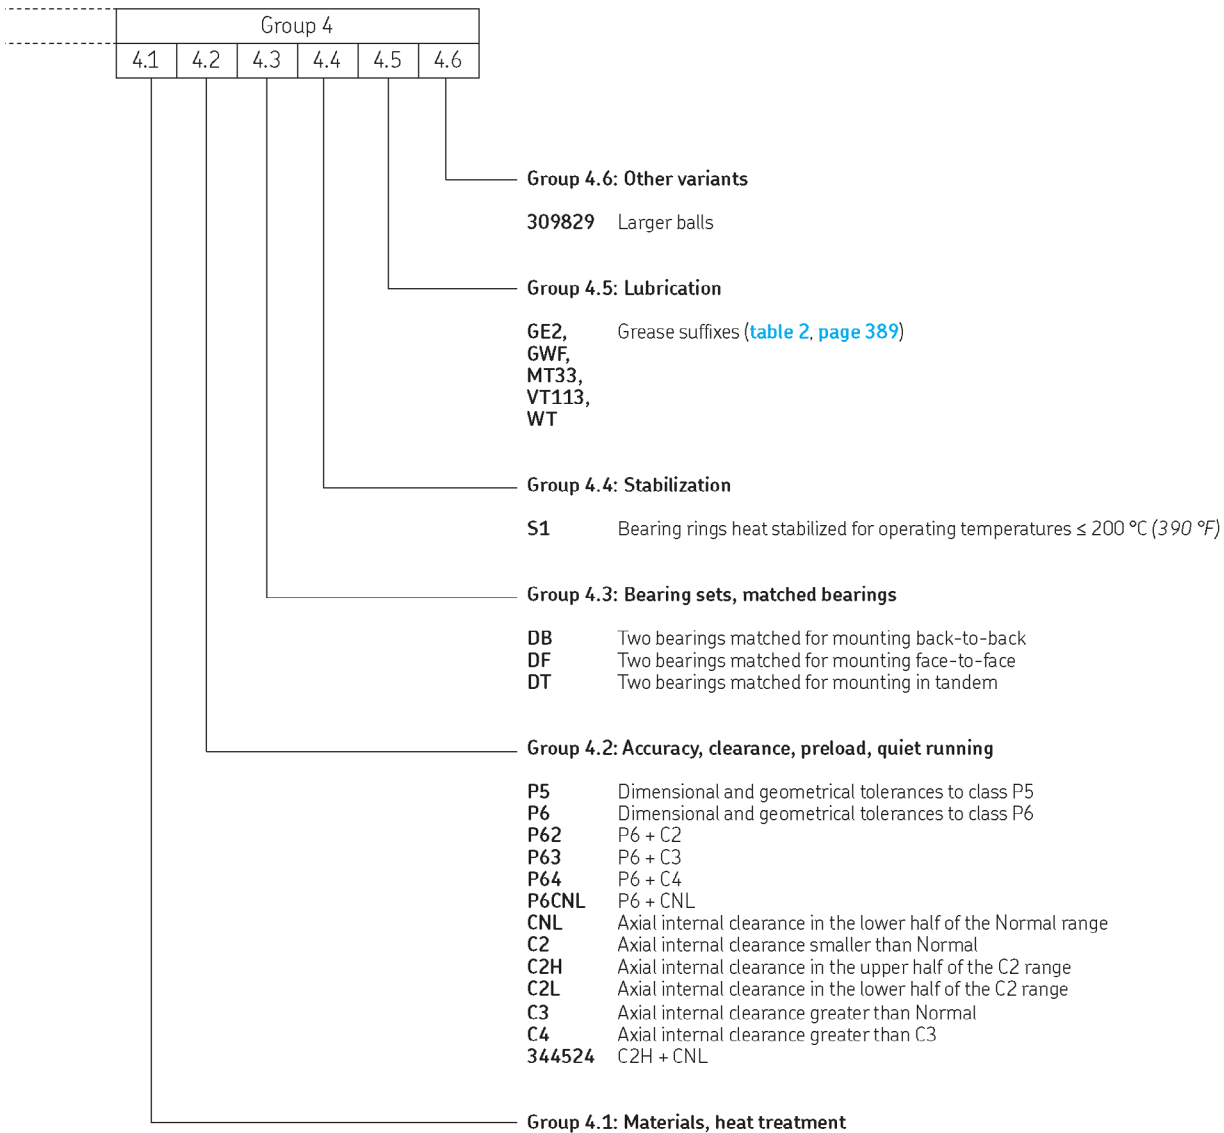 Group 4
4.1 4.2 4.3 4.4 4.5 4.6
Group 4.6: Other variants
309829 Larger balls
Group 4.5: Lubrication
GE2, Grease suffixes (table 2, page 389)
GWF,
MT33,
VT113,
WT
Group 4.4: Stabilization
S1 Bearing rings heat stabilized for operating temperatures ≤ 200 °C (390 °F)
Group 4.3: Bearing sets, matched bearings
DB Two bearings matched for mounting back-to-back
DF Two bearings matched for mounting face-to-face
DT Two bearings matched for mounting in tandem
Group 4.2: Accuracy, clearance, preload, quiet running
P5 Dimensional and geometrical tolerances to class P5
P6 Dimensional and geometrical tolerances to class P6
P62 P6 + C2
P63 P6 + C3
P64 P6 + C4
P6CNL P6 + CNL
CNL Axial internal clearance in the lower half of the Normal range
C2 Axial internal clearance smaller than Normal
C2H Axial internal clearance in the upper half of the C2 range
C2L Axial internal clearance in the lower half of the C2 range
C3 Axial internal clearance greater than Normal
C4 Axial internal clearance greater than C3
344524 C2H + CNL
Group 4.1: Materials, heat treatment